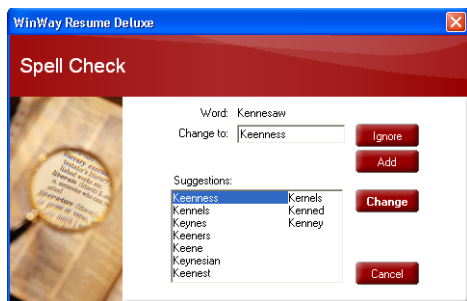 WinWay Resume Deluxe
Spell Check
Word: Kennesaw
Change to: Keenness
Ignore
Add
Suggestions:
Keenness Kernels
Kennels Kenned
Keynes Kenney
Keeners
Keene
Keynesian
Keenest
Change
Cancel